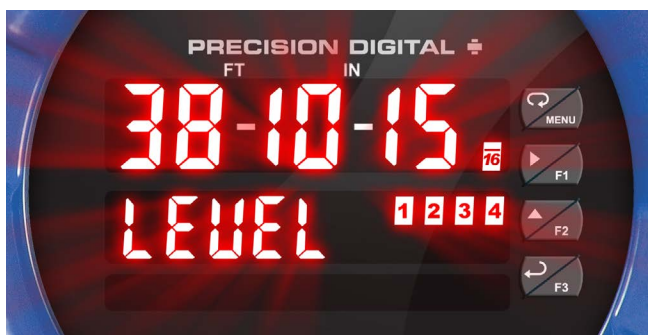 PRECISION DIGITAL
FT IN
38-10-15 16
MENU
F1
LEVEL 1 2 3 4
F2
F3